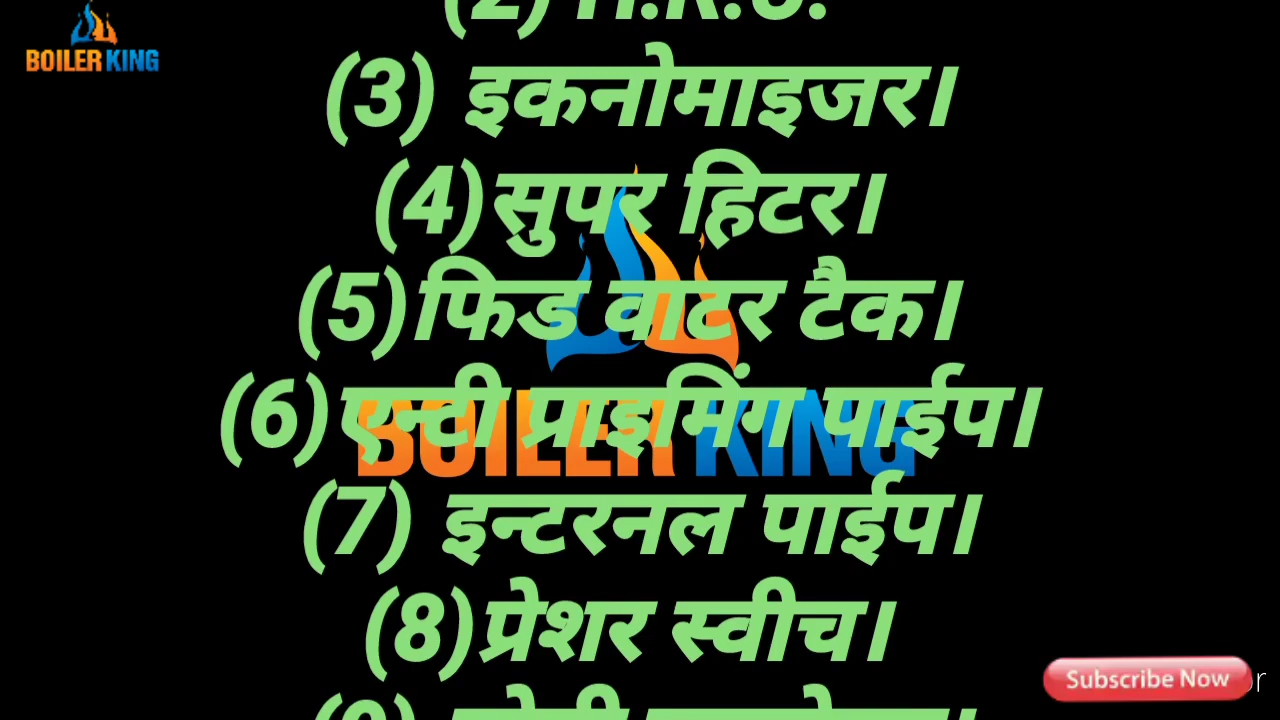 BOILER KING
(3) इकनोमाइजर।
(4)सुपर हिटर।
(5)फिड वाटर टैक।
(6)एन्टी प्राइमिंग पाईप।
BOILER KING
(7) इन्टरनल पाईप।
(8)प्रेशर स्वीच।
Subscribe Now